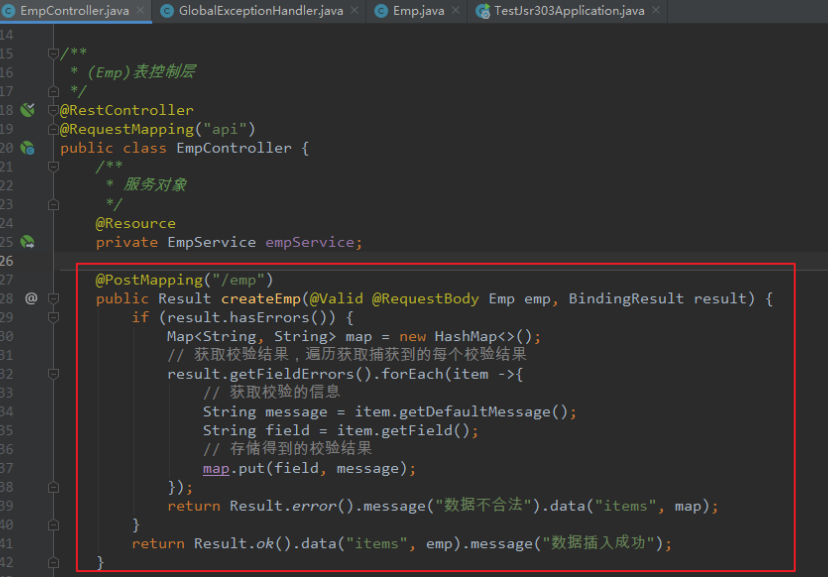 EmpController.java × GlobalExceptionHandler.java × Emp.java × TestJsr303Application.java ×
14
15 /**
16  * (Emp)表控制层
17  */
18 @RestController
19 @RequestMapping("api")
20 public class EmpController {
21     /**
22      * 服务对象
23      */
24     @Resource
25     private EmpService empService;
26
27     @PostMapping("/emp")
28 @   public Result createEmp(@Valid @RequestBody Emp emp, BindingResult result) {
29         if (result.hasErrors()) {
30             Map<String, String> map = new HashMap<>();
31             // 获取校验结果，遍历获取捕获到的每个校验结果
32             result.getFieldErrors().forEach(item ->{
33                 // 获取校验的信息
34                 String message = item.getDefaultMessage();
35                 String field = item.getField();
36                 // 存储得到的校验结果
37                 map.put(field, message);
38             });
39             return Result.error().message("数据不合法").data("items", map);
40         }
41         return Result.ok().data("items", emp).message("数据插入成功");
42     }